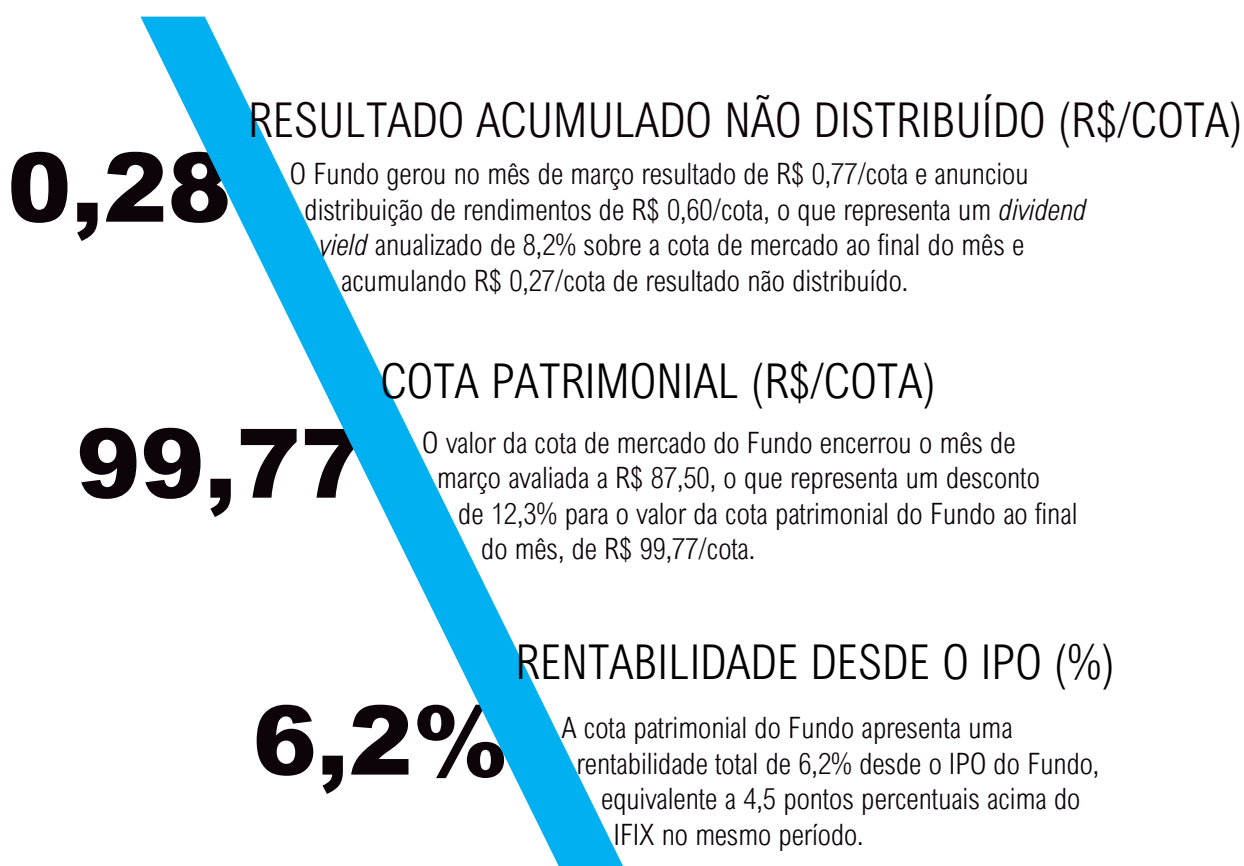 RESULTADO ACUMULADO NÃO DISTRIBUÍDO (R$/COTA)
0,28
O Fundo gerou no mês de março resultado de R$ 0,77/cota e anunciou
distribuição de rendimentos de R$ 0,60/cota, o que representa um dividend
yield anualizado de 8,2% sobre a cota de mercado ao final do mês e
acumulando R$ 0,27/cota de resultado não distribuído.
COTA PATRIMONIAL (R$/COTA)
99,77
O valor da cota de mercado do Fundo encerrou o mês de
março avaliada a R$ 87,50, o que representa um desconto
de 12,3% para o valor da cota patrimonial do Fundo ao final
do mês, de R$ 99,77/cota.
RENTABILIDADE DESDE O IPO (%)
6,2%
A cota patrimonial do Fundo apresenta uma
rentabilidade total de 6,2% desde o IPO do Fundo,
equivalente a 4,5 pontos percentuais acima do
IFIX no mesmo período.